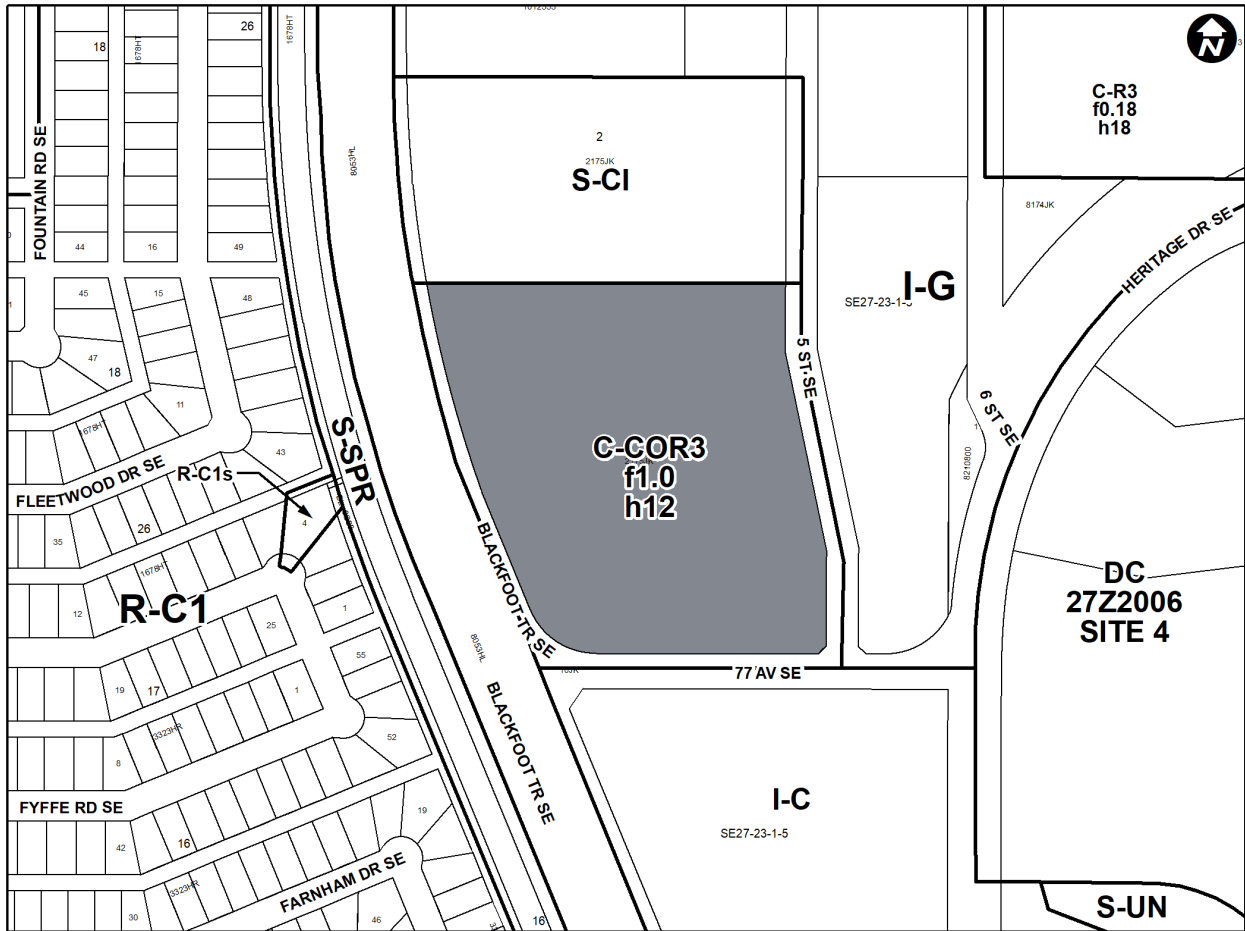 26
18
1678HT
1678HT
N
C-R3
f0.18
h18
FOUNTAIN RD SE
8053HL
2
2175JK
S-CI
8174JK
HERITAGE DR SE
44
16
49
45
15
48
I-G
SE27-23-1-5
47
18
11
5 ST SE
6 ST SE
1
8210800
1678HT
43
S-SPR
C-COR3
f1.0
h12
FLEETWOOD DR SE
R-C1s
4
26
35
1678HT
BLACKFOOT TR SE
DC
27Z2006
SITE 4
12
R-C1
1
25
8053HL
55
77 AV SE
19
17
1
BLACKFOOT TR SE
3323HR
52
8
I-C
FYFFE RD SE
19
SE27-23-1-5
16
42
3323HR
FARNHAM DR SE
30
46
16
S-UN